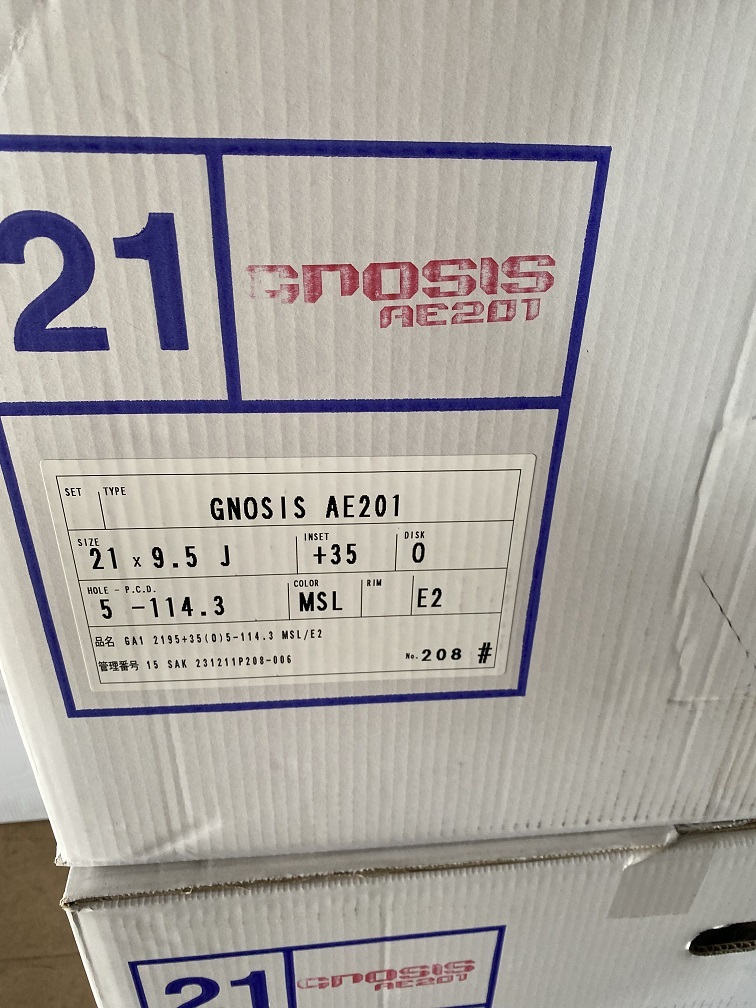 21
GNOSIS
AE201
SET TYPE
GNOSIS AE201
SIZE INSET DISK
21 x 9.5 J +35 O
HOLE - P.C.D. COLOR RIM
5 -114.3 MSL E2
品名 GA1 2195+35(O)5-114.3 MSL/E2
管理番号 15 SAK 231211P208-006 No. 208 #
21
GNOSIS
AE201